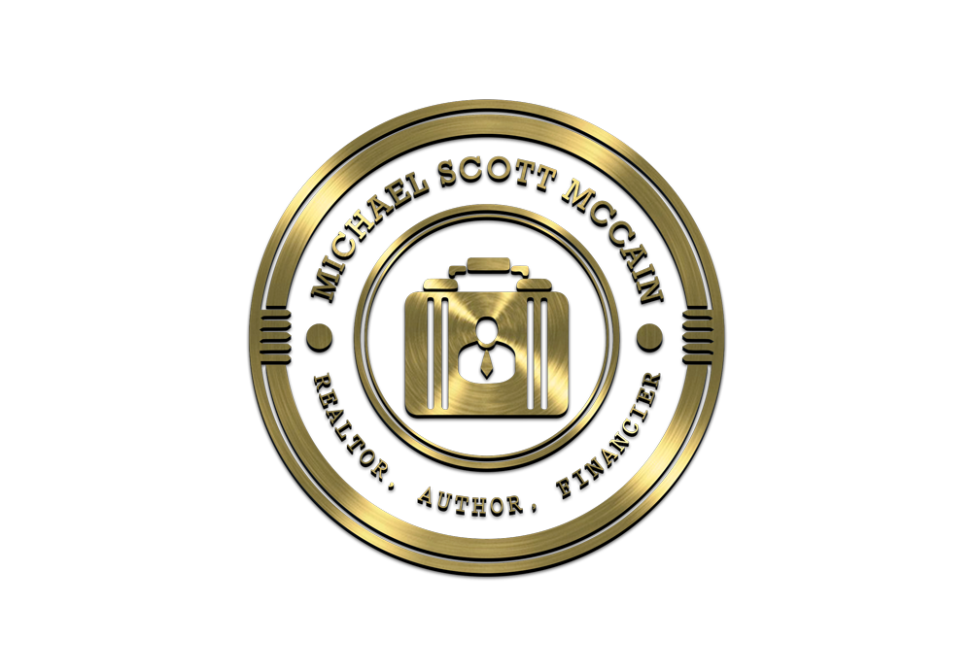 MICHAEL SCOTT MCCAIN
REALTOR, AUTHOR, FINANCIER